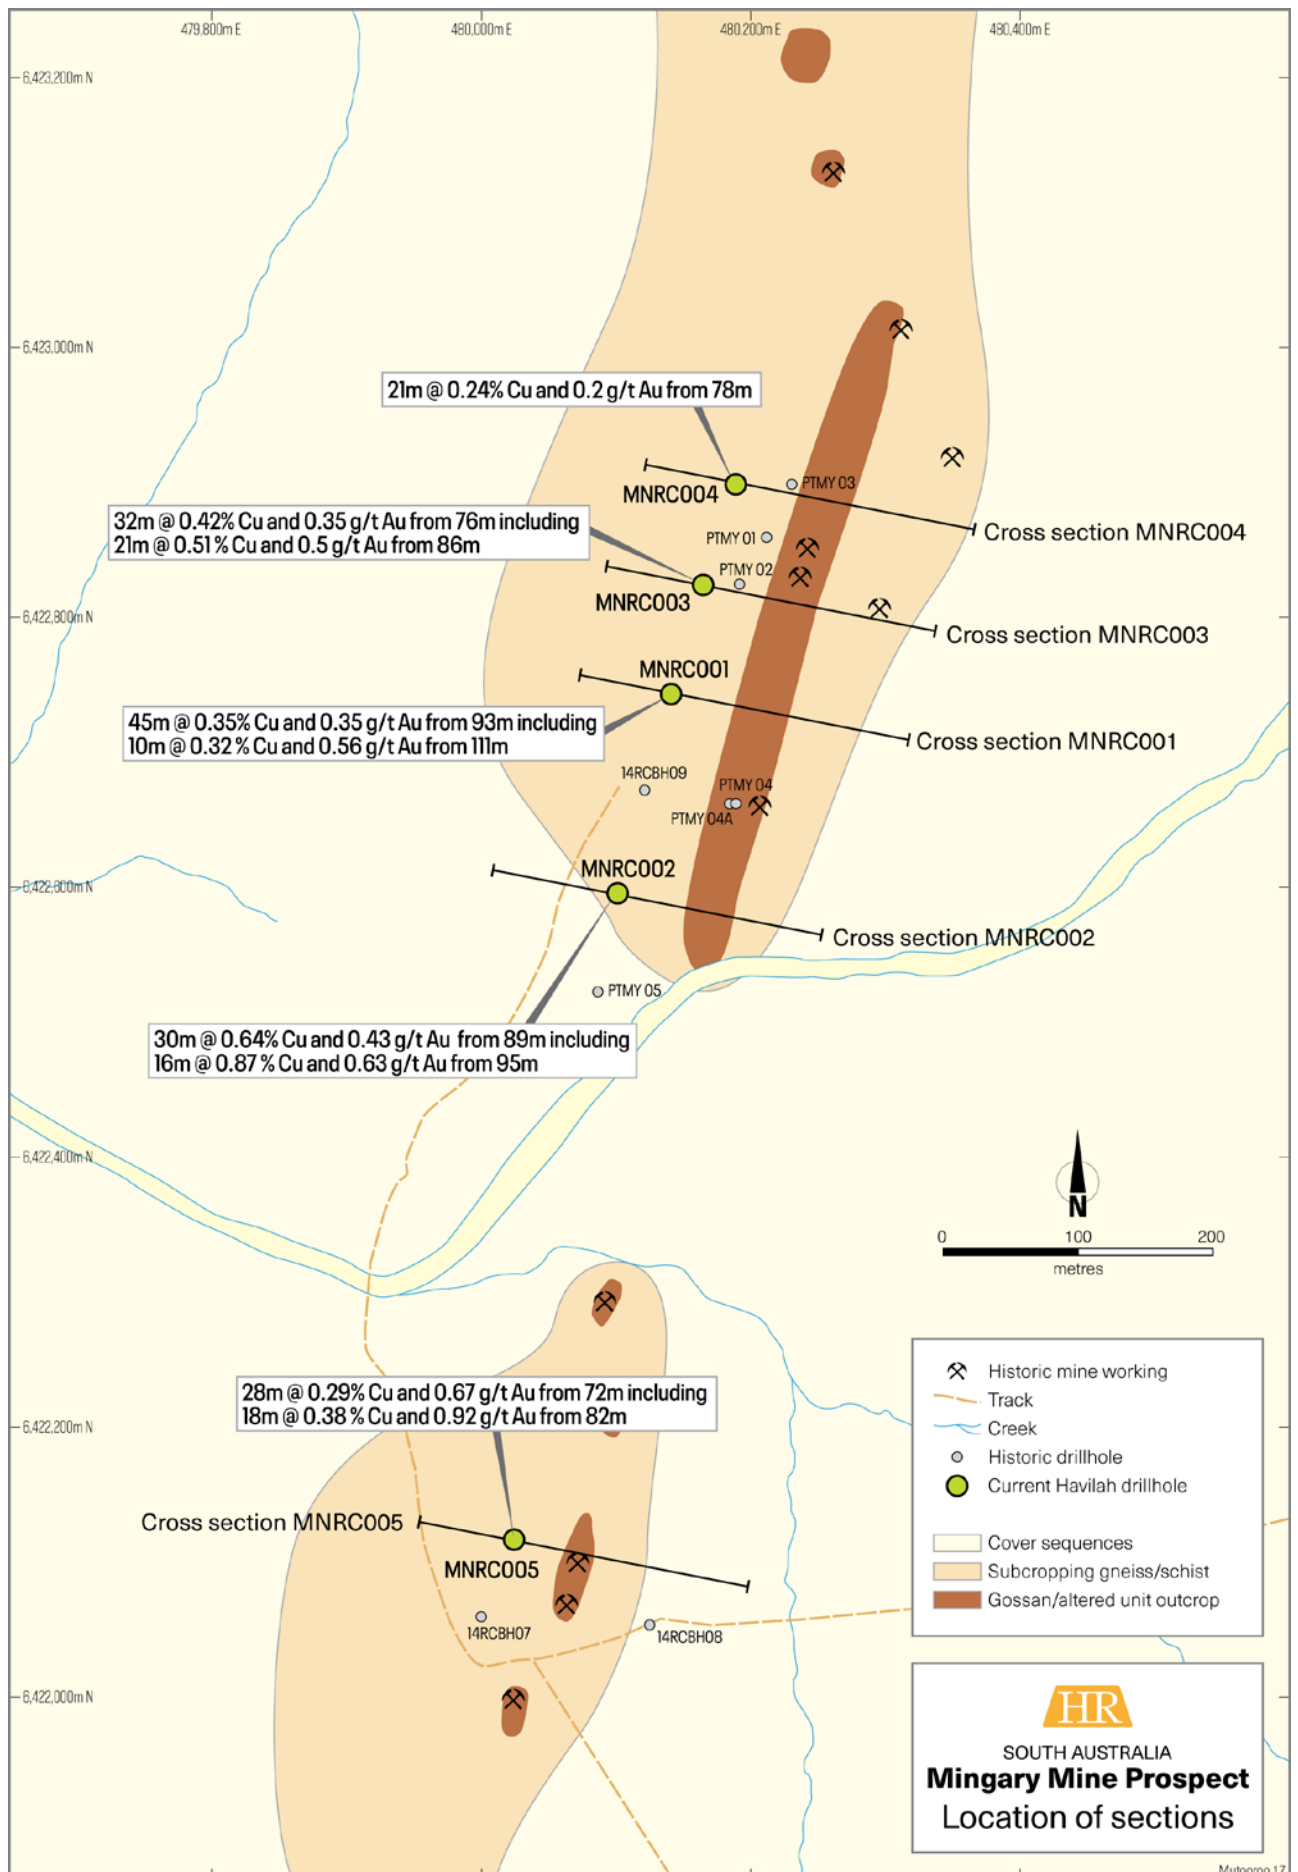 479,800m E
480,000m E
480,200m E
480,400m E
6,423,200m N
6,423,000m N
21m @ 0.24% Cu and 0.2 g/t Au from 78m
MNRC004
PTMY 03
Cross section MNRC004
32m @ 0.42% Cu and 0.35 g/t Au from 76m including
21m @ 0.51% Cu and 0.5 g/t Au from 86m
PTMY 01
PTMY 02
MNRC003
6,422,800m N
Cross section MNRC003
MNRC001
45m @ 0.35% Cu and 0.35 g/t Au from 93m including
10m @ 0.32% Cu and 0.56 g/t Au from 111m
Cross section MNRC001
14RCBH09
PTMY 04
PTMY 04A
MNRC002
6,422,600m N
Cross section MNRC002
PTMY 05
30m @ 0.64% Cu and 0.43 g/t Au from 89m including
16m @ 0.87% Cu and 0.63 g/t Au from 95m
6,422,400m N
N
0 100 200
metres
28m @ 0.29% Cu and 0.67 g/t Au from 72m including
18m @ 0.38% Cu and 0.92 g/t Au from 82m
6,422,200m N
Cross section MNRC005
MNRC005
14RCBH07
14RCBH08
6,422,000m N
Historic mine working
Track
Creek
Historic drillhole
Current Havilah drillhole
Cover sequences
Subcropping gneiss/schist
Gossan/altered unit outcrop
HR
SOUTH AUSTRALIA
Mingary Mine Prospect
Location of sections